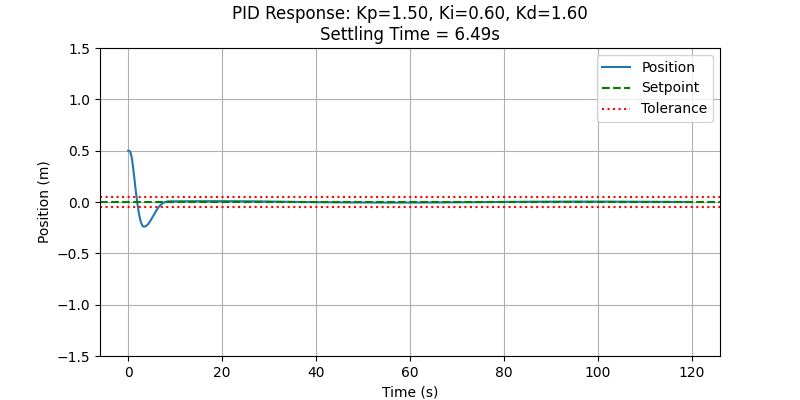 PID Response: Kp=1.50, Ki=0.60, Kd=1.60
Settling Time = 6.49s
1.5
1.0
0.5
0.0
−0.5
−1.0
−1.5
Position (m)
Position
Setpoint
Tolerance
0 20 40 60 80 100 120
Time (s)